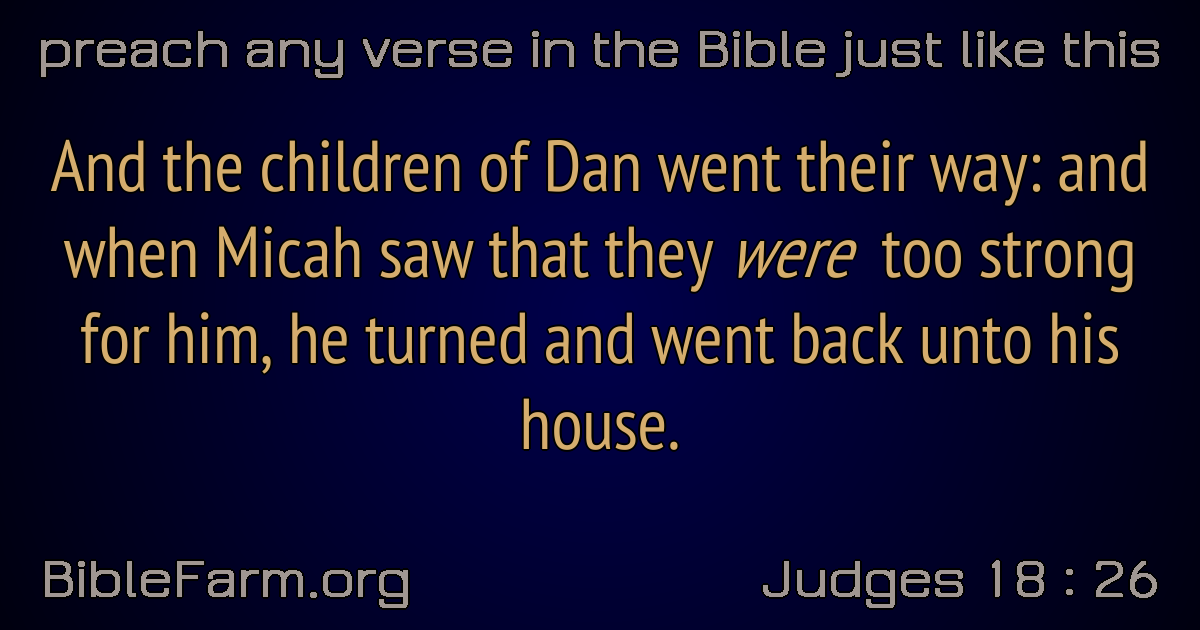 preach any verse in the Bible just like this
And the children of Dan went their way: and
when Micah saw that they were too strong
for him, he turned and went back unto his
house.
BibleFarm.org
Judges 18 : 26